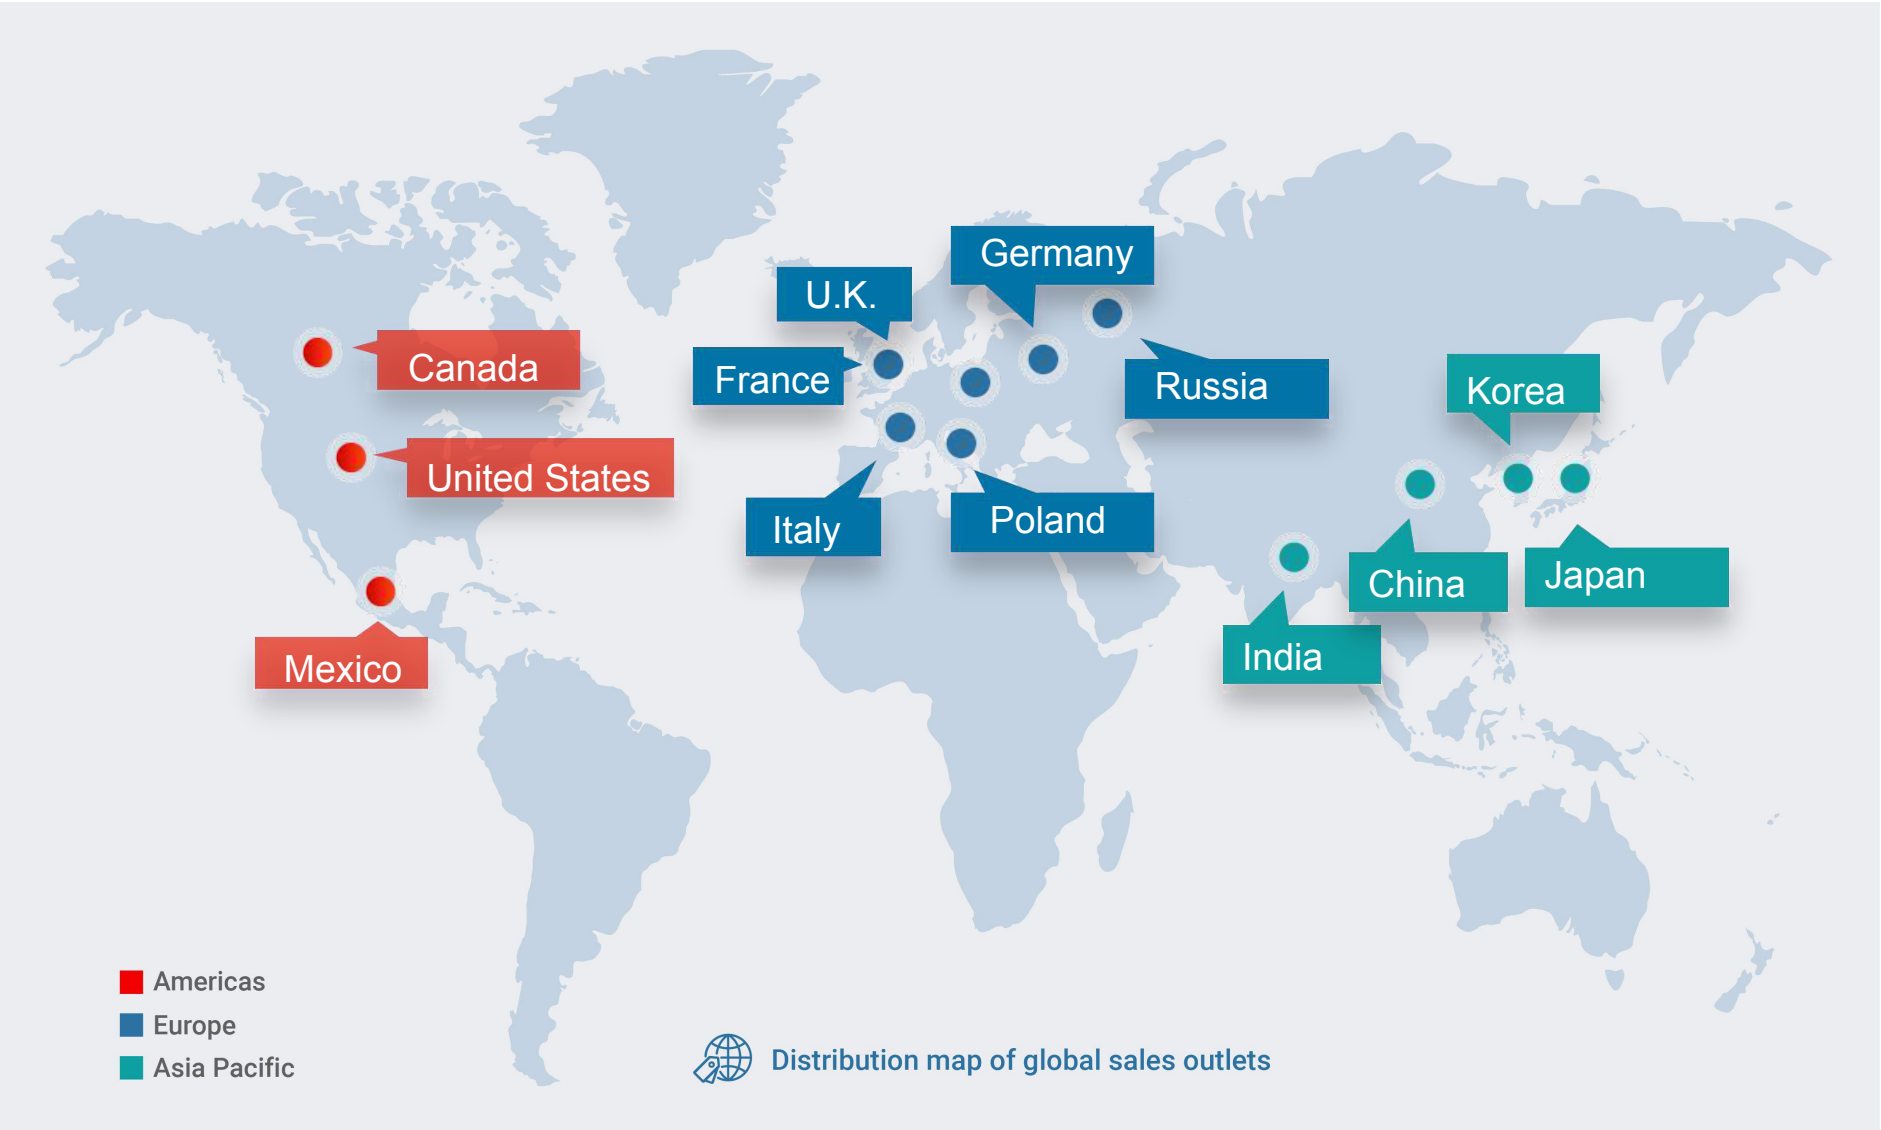 Germany
U.K.
Canada
France
Russia
Korea
United States
Italy
Poland
China
Japan
Mexico
India
Americas
Europe
Asia Pacific
Distribution map of global sales outlets